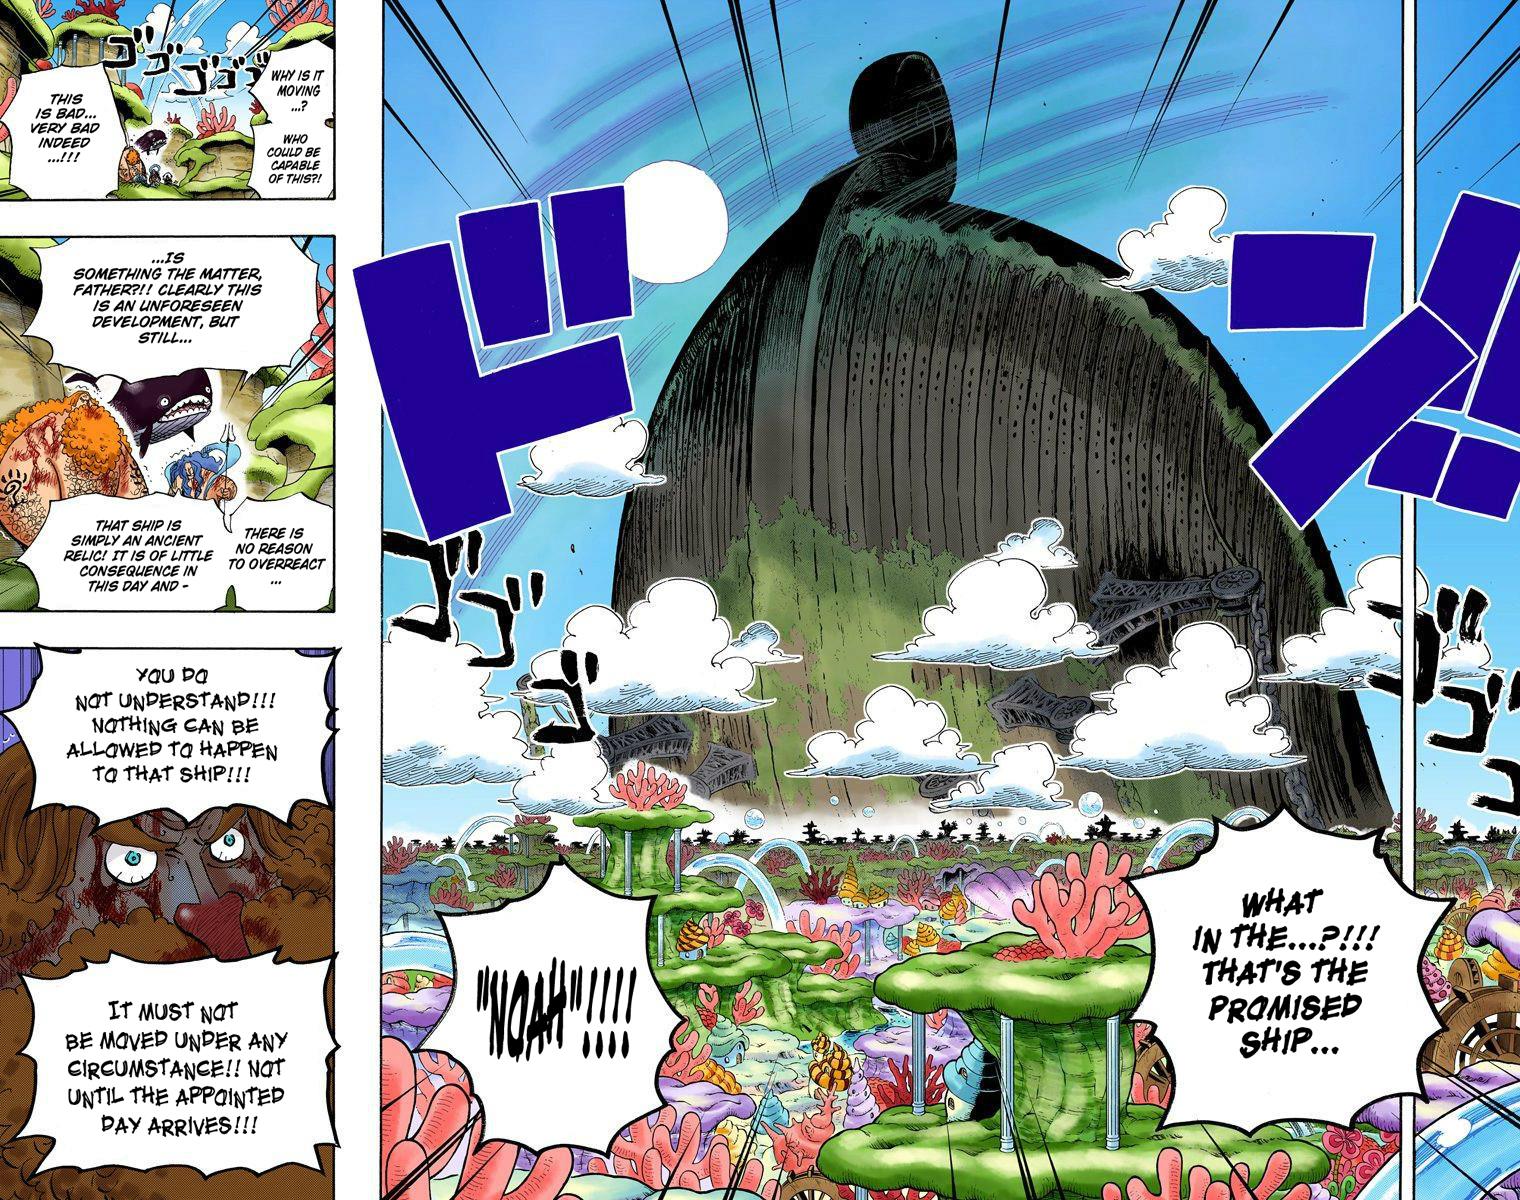 ドン!!
ゴゴゴ
WHAT
IN THE....?!!!
THAT'S THE
PROMISED
SHIP...
ゴゴゴ
"NOAH"!!!!
WHY IS IT
MOVING
...?
WHO
COULD BE
CAPABLE
OF THIS?!
ゴゴゴゴゴ
THIS
IS BAD...
VERY BAD
INDEED
...!!!
...IS
SOMETHING THE MATTER,
FATHER?!! CLEARLY THIS
IS AN UNFORESEEN
DEVELOPMENT, BUT
STILL...
THERE IS
NO REASON
TO OVERREACT
...
THAT SHIP IS
SIMPLY AN ANCIENT
RELIC! IT IS OF LITTLE
CONSEQUENCE IN
THIS DAY AND -
YOU DO
NOT UNDERSTAND!!!
NOTHING CAN BE
ALLOWED TO HAPPEN
TO THAT SHIP!!!
IT MUST NOT
BE MOVED UNDER ANY
CIRCUMSTANCE!! NOT
UNTIL THE APPOINTED
DAY ARRIVES!!!